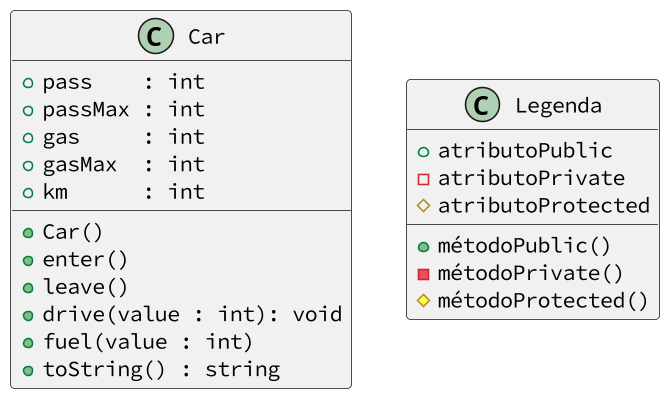 C Car
pass : int
passMax : int
gas : int
gasMax : int
km : int
Car()
enter()
leave()
drive(value : int): void
fuel(value : int)
toString() : string
C Legenda
atributoPublic
atributoPrivate
atributoProtected
métodoPublic()
métodoPrivate()
métodoProtected()